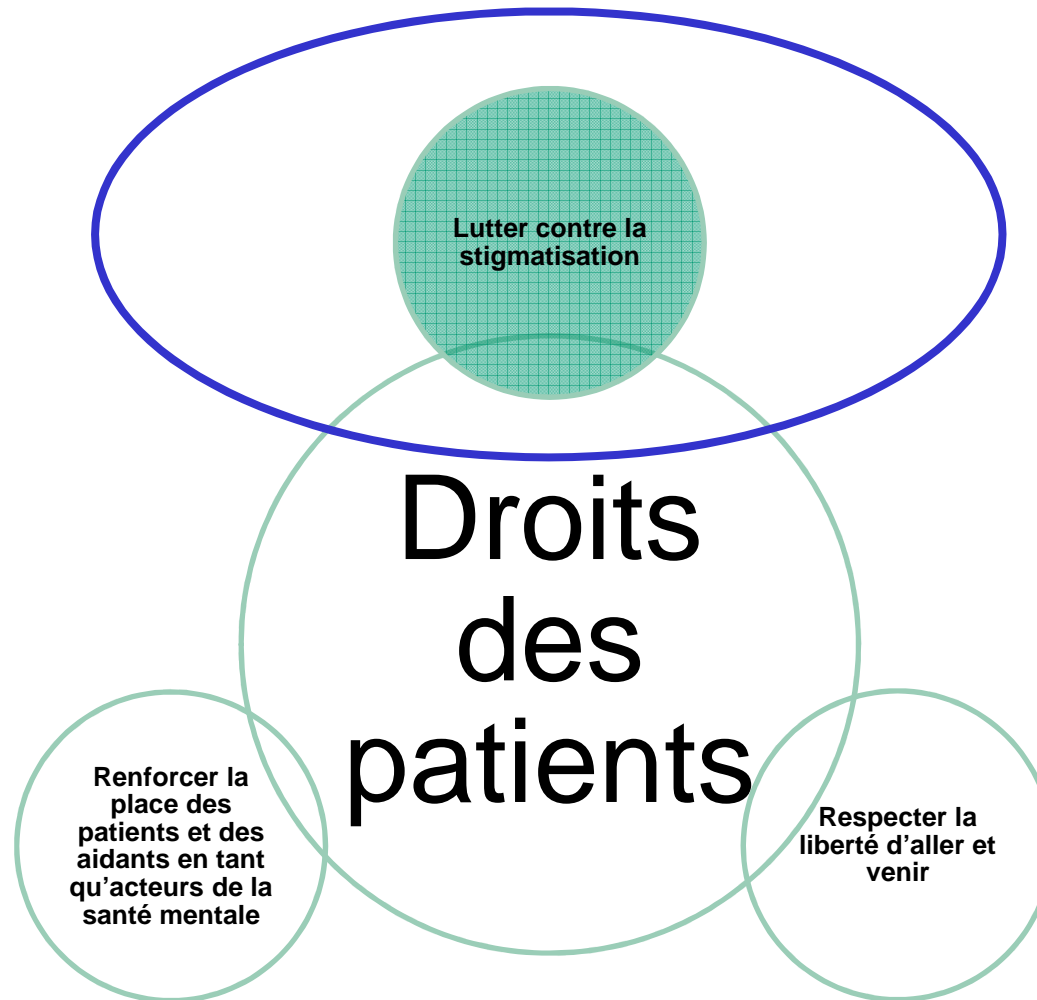 Lutter contre la
stigmatisation
Droits
des
patients
Renforcer la
place des
patients et des
aidants en tant
qu’acteurs de la
santé mentale
Respecter la
liberté d’aller et
venir